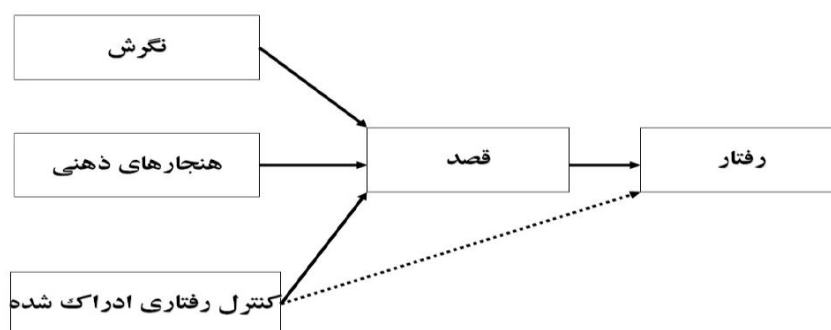 نگرش
هنجارهای ذهنی
قصد
رفتار
کنترل رفتاری ادراک شده